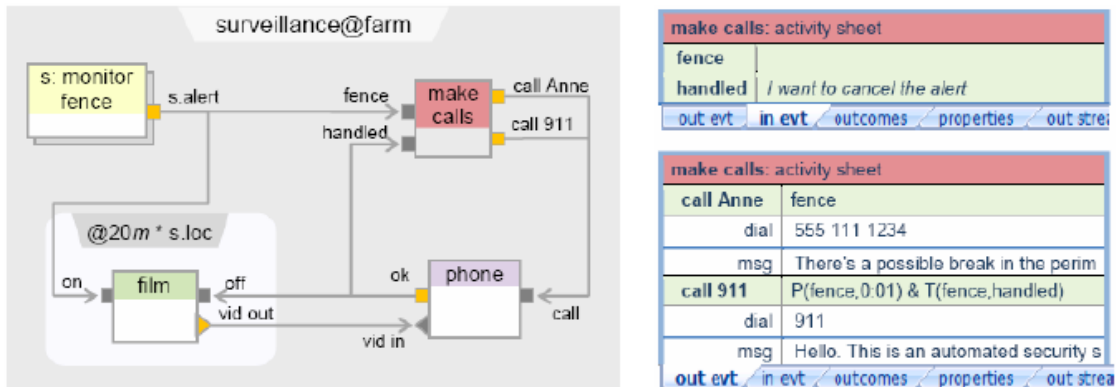 surveillance@farm
s: monitor
fence
s.alert
fence
handled
make
calls
call Anne
call 911
@20m * s.loc
on
film
off
vid out
ok
phone
call
vid in
make calls: activity sheet
fence
handled I want to cancel the alert
out evt in evt outcomes properties out strea
make calls: activity sheet
call Anne fence
dial 555 111 1234
msg There's a possible break in the perim
call 911 P(fence,0:01) & T(fence,handled)
dial 911
msg Hello. This is an automated security s
out evt in evt outcomes properties out strea